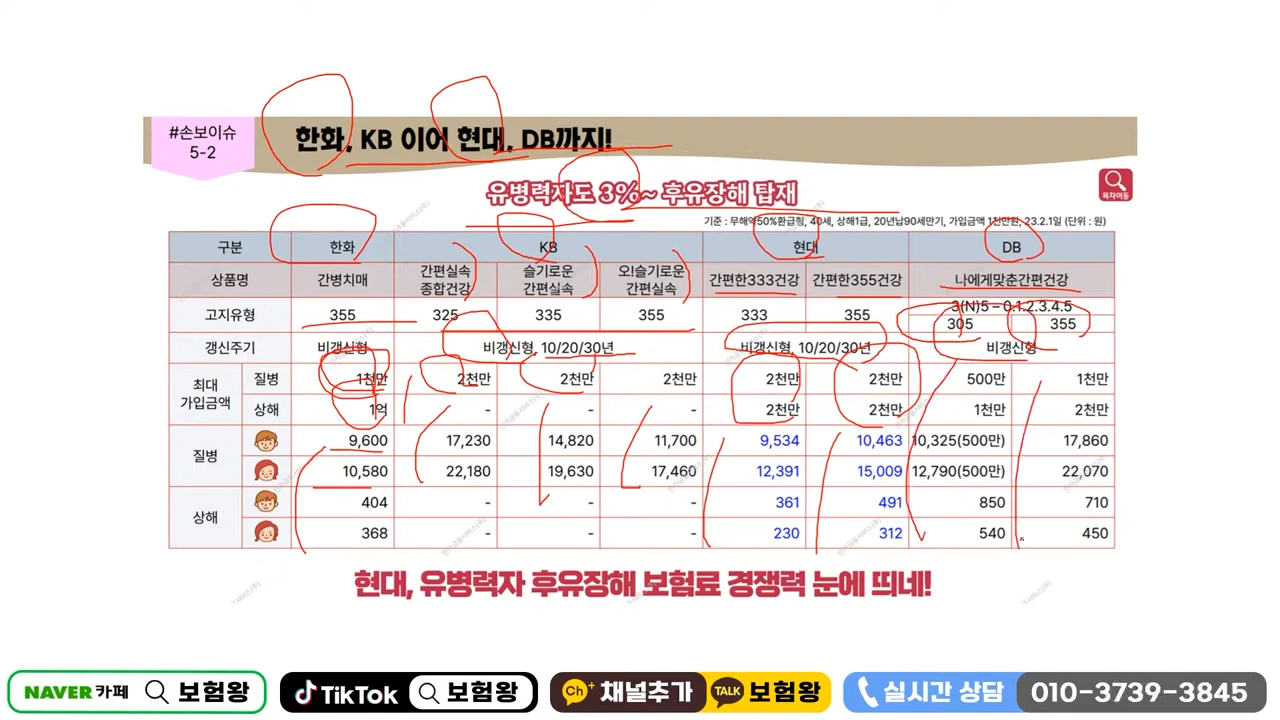 #손보이슈
5-2
한화, KB 이어 현대, DB까지!
유병력자도 3%~ 후유장해 탑재
목차이동
기준 : 무해약50%환급형, 40세, 상해1급, 20년납90세만기, 가입금액 1천만원, 23.2.1일 (단위 : 원)
구분 한화 KB 현대 DB
상품명 간병치매 간편실속 종합건강 슬기로운 간편실속 오!슬기로운 간편실속 간편한333건강 간편한355건강 나에게맞춘간편건강
고지유형 355 325 335 355 333 355 3(N)5 – 0.1.2.3.4.5
305 355
갱신주기 비갱신형 비갱신형, 10/20/30년 비갱신형, 10/20/30년 비갱신형
최대 가입금액 질병 1천만 2천만 2천만 2천만 2천만 2천만 500만 1천만
상해 1억 - - - 2천만 2천만 1천만 2천만
질병 9,600 17,230 14,820 11,700 9,534 10,463 10,325(500만) 17,860
10,580 22,180 19,630 17,460 12,391 15,009 12,790(500만) 22,070
상해 404 - - - 361 491 850 710
368 - - - 230 312 540 450
현대, 유병력자 후유장해 보험료 경쟁력 눈에 띄네!
NAVER 카페 보험왕 TikTok 보험왕 Ch+ 채널추가 TALK 보험왕 실시간 상담 010-3739-3845